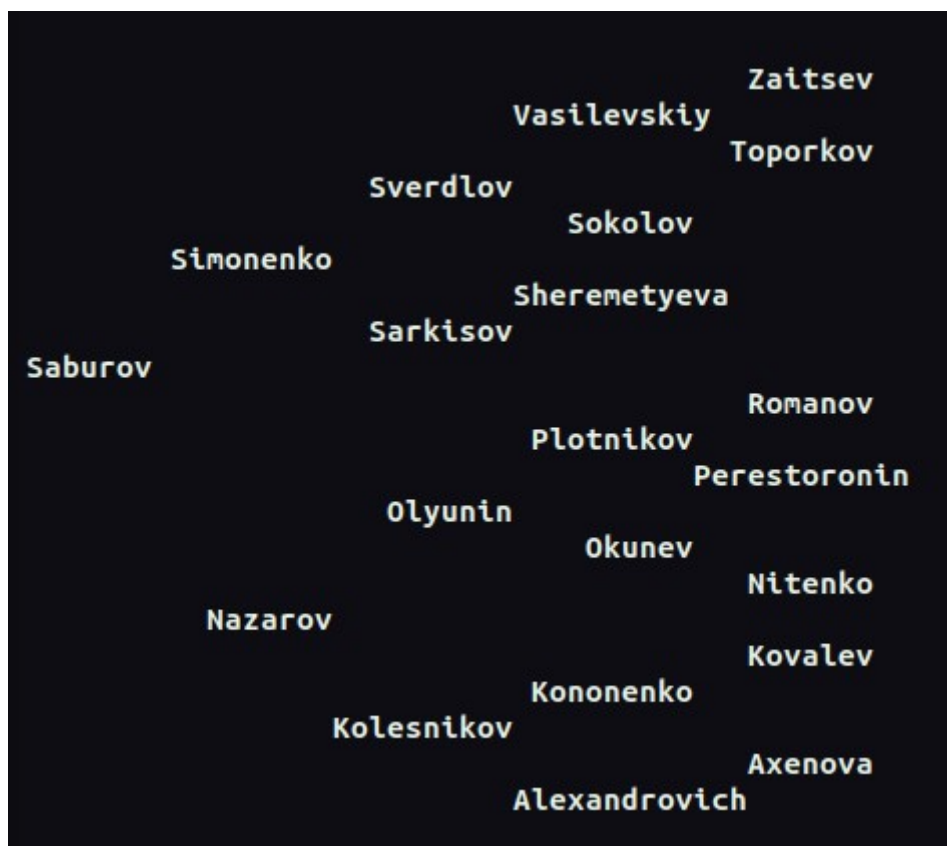 Zaitsev
Vasilevskiy
Toporkov
Sverdlov
Sokolov
Simonenko
Sheremetyeva
Sarkisov
Saburov
Romanov
Plotnikov
Perestoronin
Olyunin
Okunev
Nitenko
Nazarov
Kovalev
Kononenko
Kolesnikov
Axenova
Alexandrovich